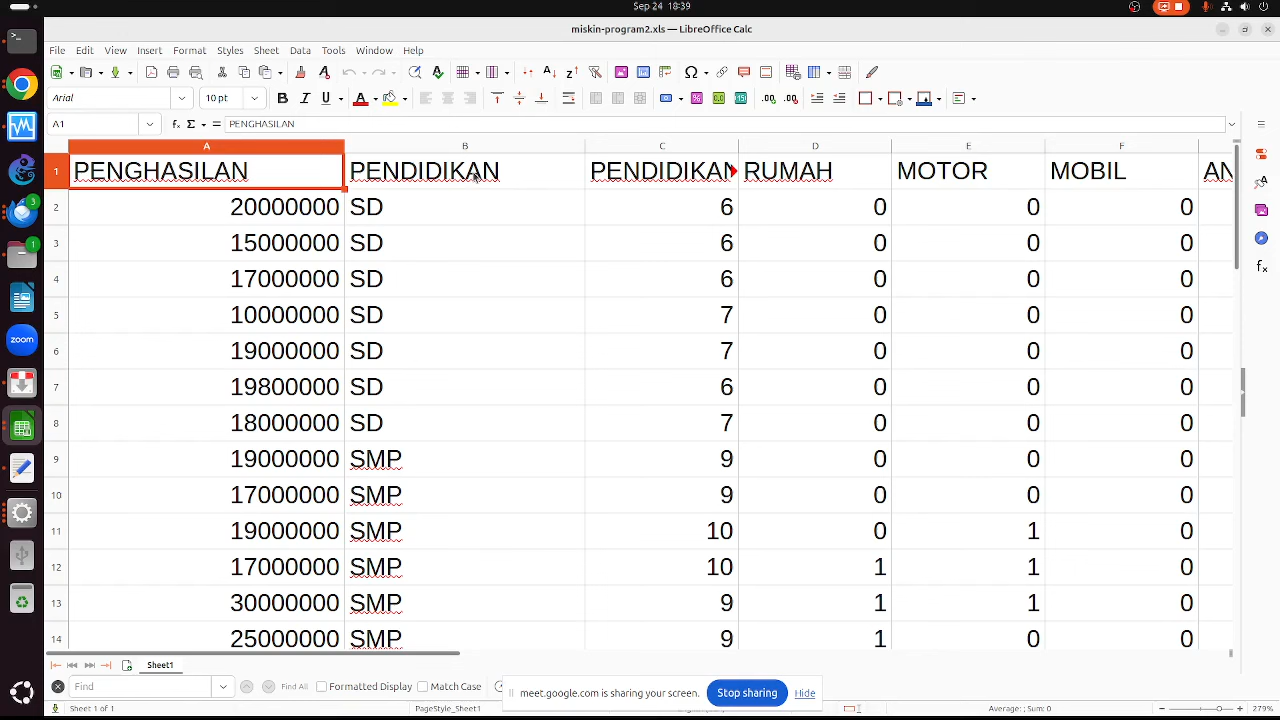 Sep 24 18:39
miskin-program2.xls — LibreOffice Calc
File Edit View Insert Format Styles Sheet Data Tools Window Help
Arial 10 pt
A1 PENGHASILAN
A B C D E F
1 PENGHASILAN PENDIDIKAN PENDIDIKAN RUMAH MOTOR MOBIL AN
2 20000000 SD 6 0 0 0
3 15000000 SD 6 0 0 0
4 17000000 SD 6 0 0 0
5 10000000 SD 7 0 0 0
6 19000000 SD 7 0 0 0
7 19800000 SD 6 0 0 0
8 18000000 SD 7 0 0 0
9 19000000 SMP 9 0 0 0
10 17000000 SMP 9 0 0 0
11 19000000 SMP 10 0 1 0
12 17000000 SMP 10 1 1 0
13 30000000 SMP 9 1 1 0
14 25000000 SMP 9 1 0 0
Sheet1
Find Find All Formatted Display Match Case
meet.google.com is sharing your screen. Stop sharing Hide
Sheet 1 of 1 PageStyle_Sheet1 Average: ; Sum: 0 279%
zoom
3
1